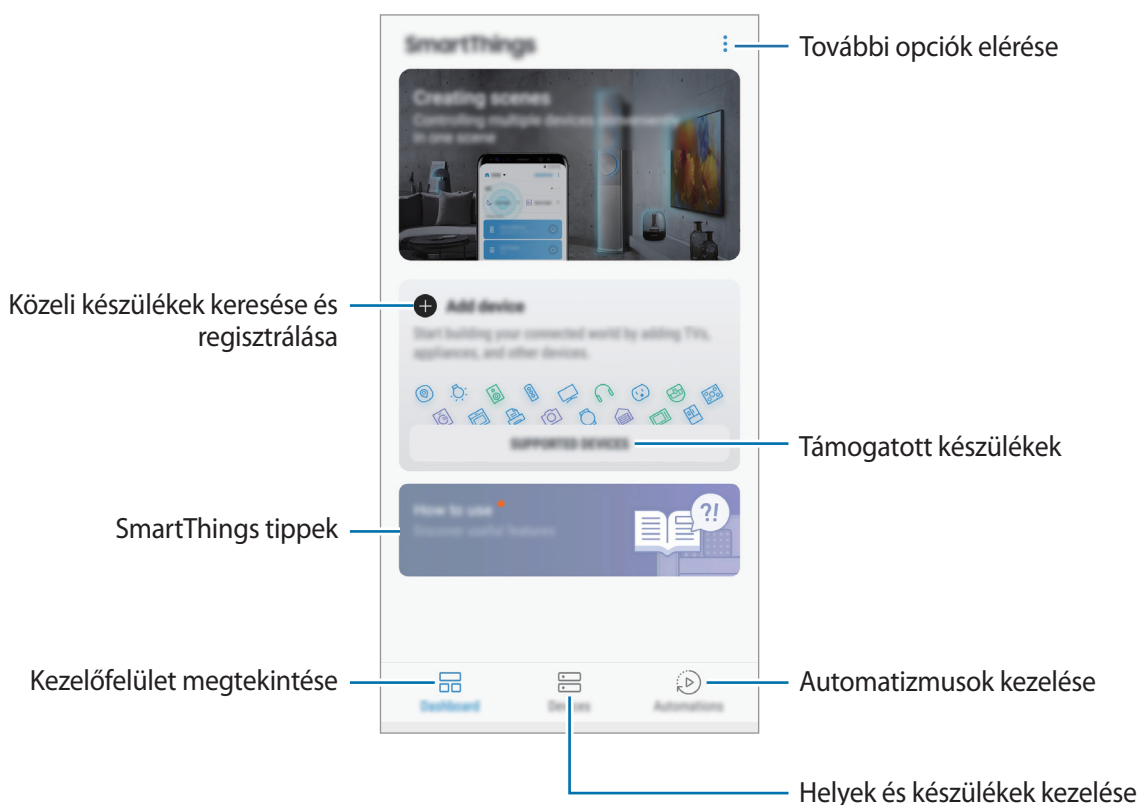 SmartThings
További opciók elérése
Creating scenes
Controlling multiple devices conveniently
in one scene
Közeli készülékek keresése és
regisztrálása
Add device
Start building your connected world by adding TVs,
appliances, and other devices.
SUPPORTED DEVICES
Támogatott készülékek
SmartThings tippek
How to use
Discover useful features
?!
Kezelőfelület megtekintése
Dashboard
Devices
Automations
Automatizmusok kezelése
Helyek és készülékek kezelése